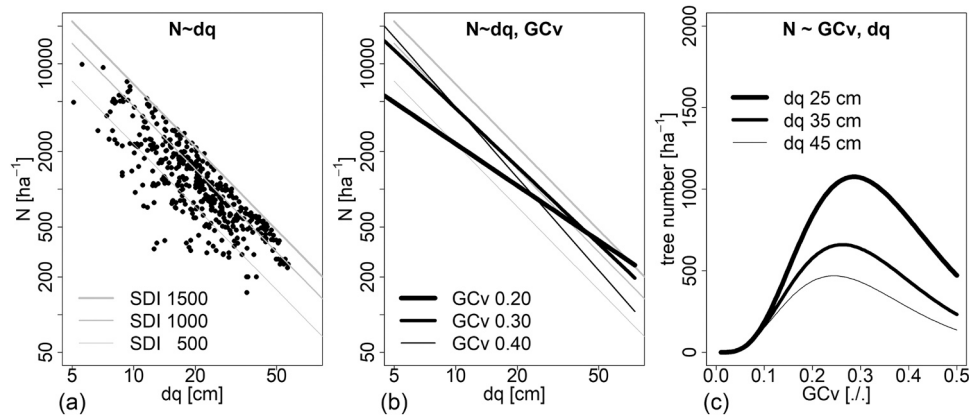 N~dq
N [ha⁻¹]
50 200 500 2000 10000
SDI 1500
SDI 1000
SDI 500
5 10 20 50
dq [cm]
(a)
N~dq, GCv
N [ha⁻¹]
50 200 500 2000 10000
GCv 0.20
GCv 0.30
GCv 0.40
5 10 20 50
dq [cm]
(b)
N ~ GCv, dq
tree number [ha⁻¹]
0 500 1000 1500 2000
dq 25 cm
dq 35 cm
dq 45 cm
0.0 0.1 0.2 0.3 0.4 0.5
GCv [./.]
(c)